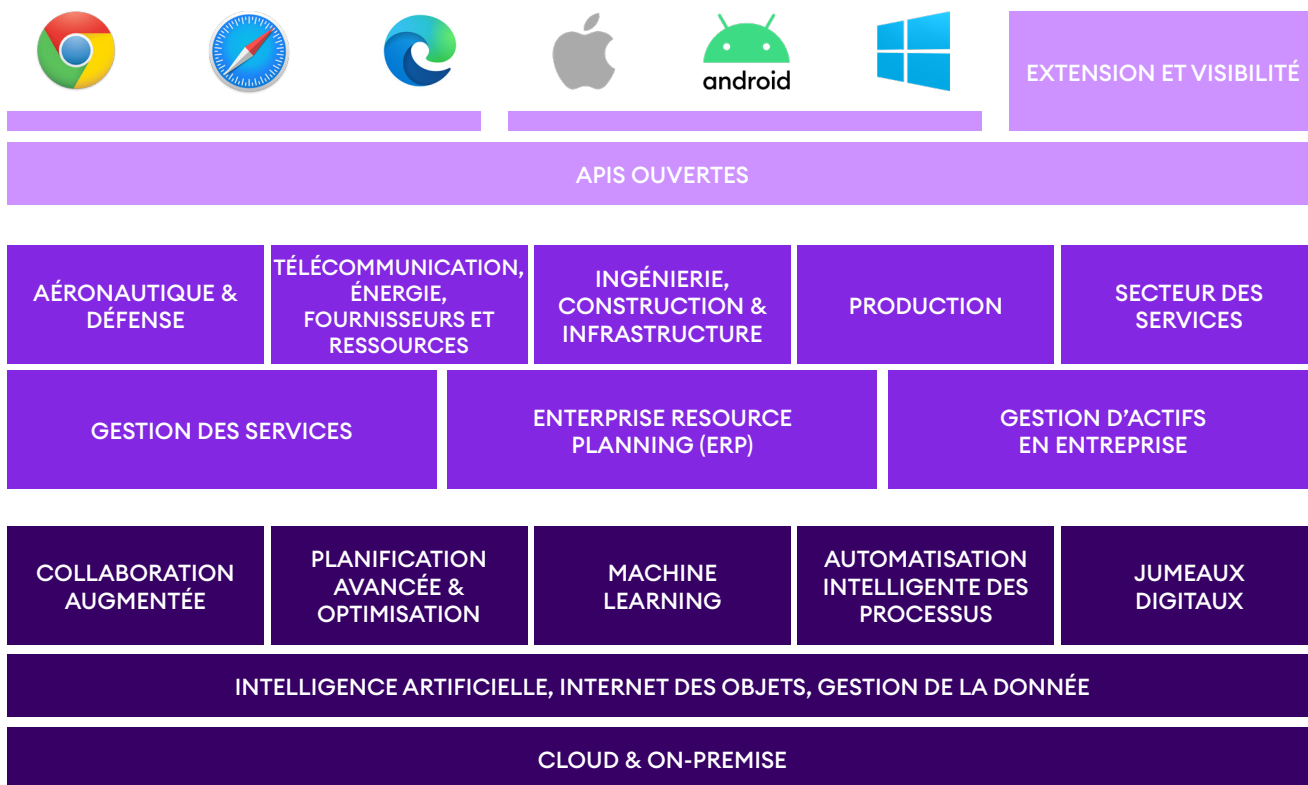 android
EXTENSION ET VISIBILITÉ
APIS OUVERTES
AÉRONAUTIQUE &
DÉFENSE
TÉLÉCOMMUNICATION,
ÉNERGIE,
FOURNISSEURS ET
RESSOURCES
INGÉNIERIE,
CONSTRUCTION &
INFRASTRUCTURE
PRODUCTION
SECTEUR DES
SERVICES
GESTION DES SERVICES
ENTERPRISE RESOURCE
PLANNING (ERP)
GESTION D’ACTIFS
EN ENTREPRISE
COLLABORATION
AUGMENTÉE
PLANIFICATION
AVANCÉE &
OPTIMISATION
MACHINE
LEARNING
AUTOMATISATION
INTELLIGENTE DES
PROCESSUS
JUMEAUX
DIGITAUX
INTELLIGENCE ARTIFICIELLE, INTERNET DES OBJETS, GESTION DE LA DONNÉE
CLOUD & ON-PREMISE